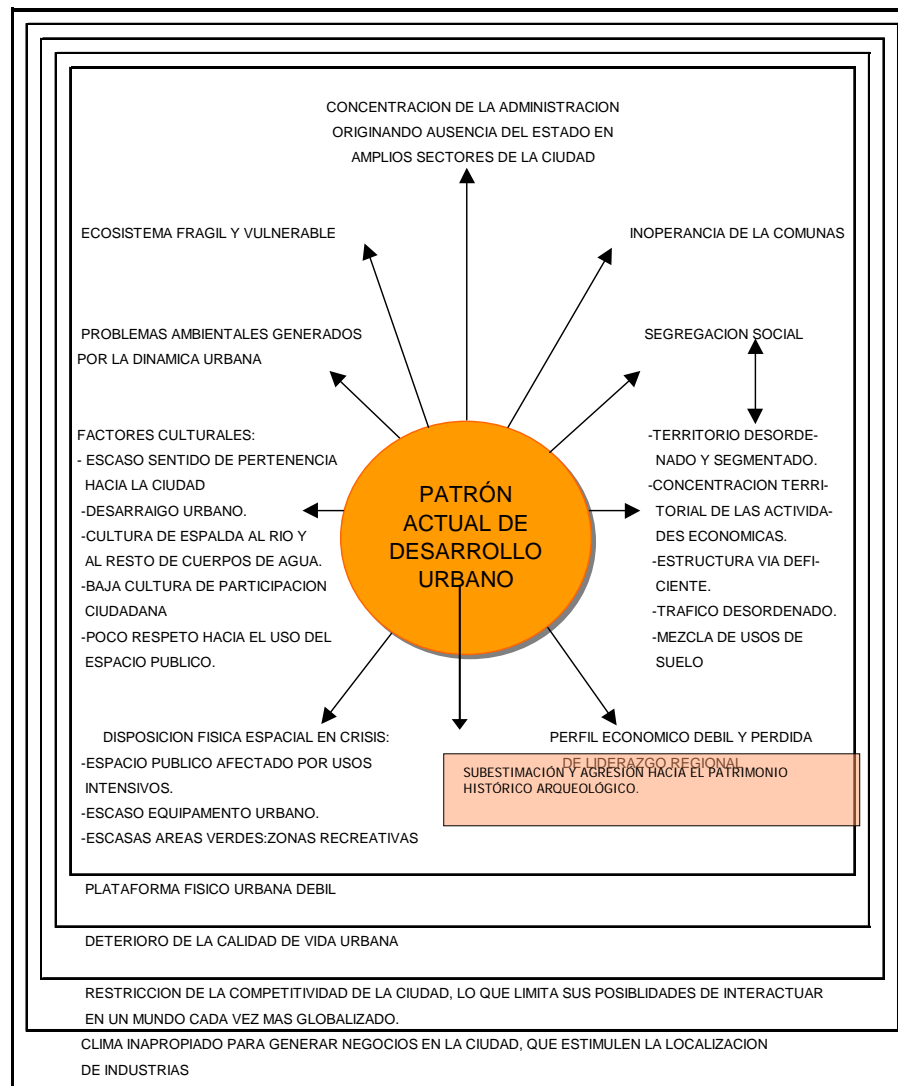 CONCENTRACION DE LA ADMINISTRACION
ORIGINANDO AUSENCIA DEL ESTADO EN
AMPLIOS SECTORES DE LA CIUDAD
ECOSISTEMA FRAGIL Y VULNERABLE
INOPERANCIA DE LA COMUNAS
PROBLEMAS AMBIENTALES GENERADOS
POR LA DINAMICA URBANA
SEGREGACION SOCIAL
FACTORES CULTURALES:
- ESCASO SENTIDO DE PERTENENCIA
HACIA LA CIUDAD
-DESARRAIGO URBANO.
-CULTURA DE ESPALDA AL RIO Y
AL RESTO DE CUERPOS DE AGUA.
-BAJA CULTURA DE PARTICIPACION
CIUDADANA
-POCO RESPETO HACIA EL USO DEL
ESPACIO PUBLICO.
PATRÓN
ACTUAL DE
DESARROLLO
URBANO
-TERRITORIO DESORDE-
NADO Y SEGMENTADO.
-CONCENTRACION TERRI-
TORIAL DE LAS ACTIVIDA-
DES ECONOMICAS.
-ESTRUCTURA VIA DEFI-
CIENTE.
-TRAFICO DESORDENADO.
-MEZCLA DE USOS DE
SUELO
DISPOSICION FISICA ESPACIAL EN CRISIS:
-ESPACIO PUBLICO AFECTADO POR USOS
INTENSIVOS.
-ESCASO EQUIPAMENTO URBANO.
-ESCASAS AREAS VERDES:ZONAS RECREATIVAS
PERFIL ECONOMICO DEBIL Y PERDIDA
DE LIDERAZGO REGIONAL
SUBESTIMACIÓN Y AGRESIÓN HACIA EL PATRIMONIO
HISTÓRICO ARQUEOLÓGICO.
PLATAFORMA FISICO URBANA DEBIL
DETERIORO DE LA CALIDAD DE VIDA URBANA
RESTRICCION DE LA COMPETITIVIDAD DE LA CIUDAD, LO QUE LIMITA SUS POSIBLIDADES DE INTERACTUAR
EN UN MUNDO CADA VEZ MAS GLOBALIZADO.
CLIMA INAPROPIADO PARA GENERAR NEGOCIOS EN LA CIUDAD, QUE ESTIMULEN LA LOCALIZACION
DE INDUSTRIAS